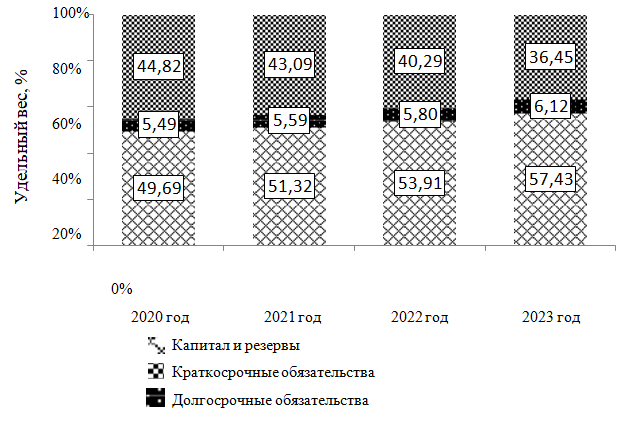 100%
80%
60%
40%
20%
0%
Удельный вес, %
44,82
43,09
40,29
36,45
5,49
5,59
5,80
6,12
49,69
51,32
53,91
57,43
2020 год
2021 год
2022 год
2023 год
Капитал и резервы
Краткосрочные обязательства
Долгосрочные обязательства